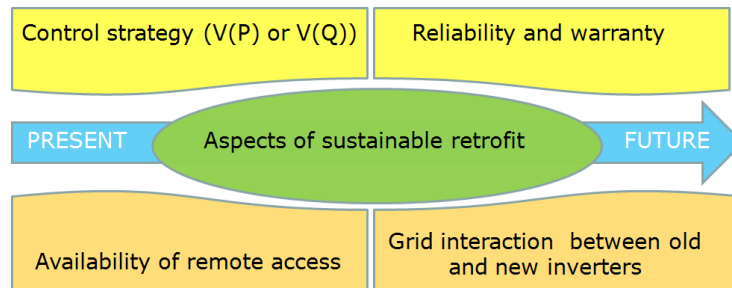 Control strategy (V(P) or V(Q))
Reliability and warranty
PRESENT
Aspects of sustainable retrofit
FUTURE
Availability of remote access
Grid interaction between old
and new inverters